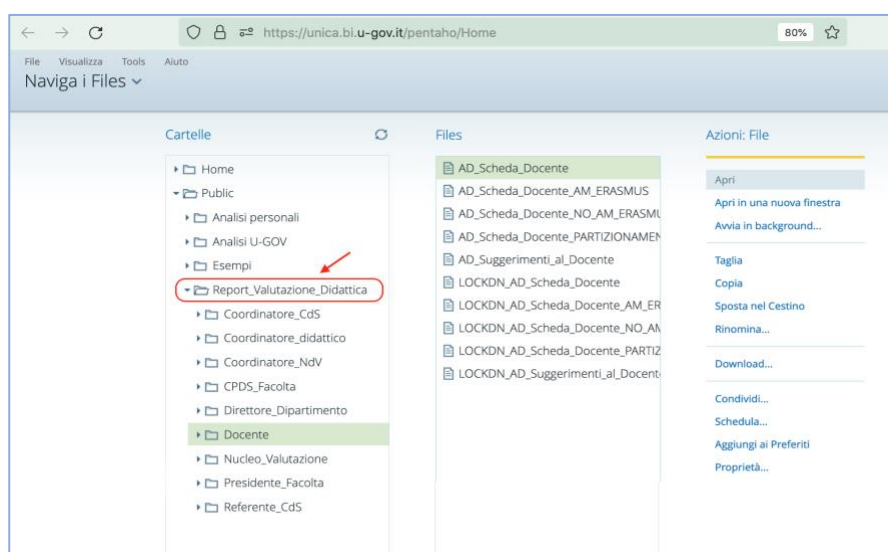 https://unica.bi.u-gov.it/pentaho/Home
80%
File Visualizza Tools Aiuto
Naviga i Files
Cartelle
Home
Public
Analisi personali
Analisi U-GOV
Esempi
Report_Valutazione_Didattica
Coordinatore_CdS
Coordinatore_didattico
Coordinatore_NdV
CPDS_Facolta
Direttore_Dipartimento
Docente
Nucleo_Valutazione
Presidente_Facolta
Referente_CdS
Files
AD_Scheda_Docente
AD_Scheda_Docente_AM_ERASMUS
AD_Scheda_Docente_NO_AM_ERASMU
AD_Scheda_Docente_PARTIZIONAMEN
AD_Suggerimenti_al_Docente
LOCKDN_AD_Scheda_Docente
LOCKDN_AD_Scheda_Docente_AM_ER
LOCKDN_AD_Scheda_Docente_NO_AM
LOCKDN_AD_Scheda_Docente_PARTIZ
LOCKDN_AD_Suggerimenti_al_Docent
Azioni: File
Apri
Apri in una nuova finestra
Avvia in background...
Taglia
Copia
Sposta nel Cestino
Rinomina...
Download...
Condividi...
Schedula...
Aggiungi ai Preferiti
Proprietà...